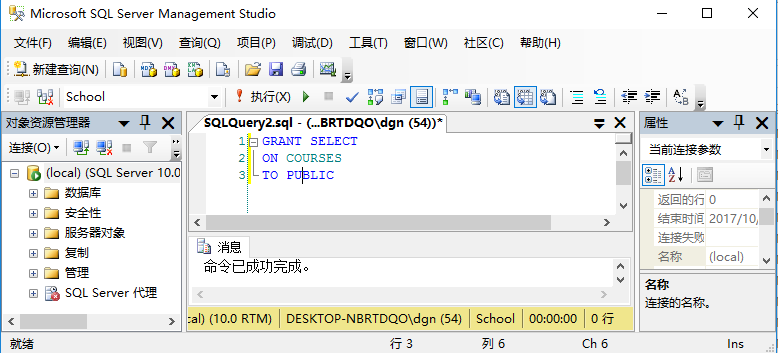 Microsoft SQL Server Management Studio
文件(F) 编辑(E) 视图(V) 查询(Q) 项目(P) 调试(D) 工具(T) 窗口(W) 社区(C) 帮助(H)
新建查询(N)
School 执行(X)
对象资源管理器
连接(O)
(local) (SQL Server 10.0
数据库
安全性
服务器对象
复制
管理
SQL Server 代理
SQLQuery2.sql - (...BRTDQO\dgn (54))*
1 GRANT SELECT
2 ON COURSES
3 TO PUBLIC
消息
命令已成功完成。
cal) (10.0 RTM) DESKTOP-NBRTDQO\dgn (54) School 00:00:00 0 行
属性
当前连接参数
返回的行 0
结束时间 2017/10,
连接失败
名称 (local)
名称
连接的名称。
就绪 行 3 列 6 Ch 6 Ins